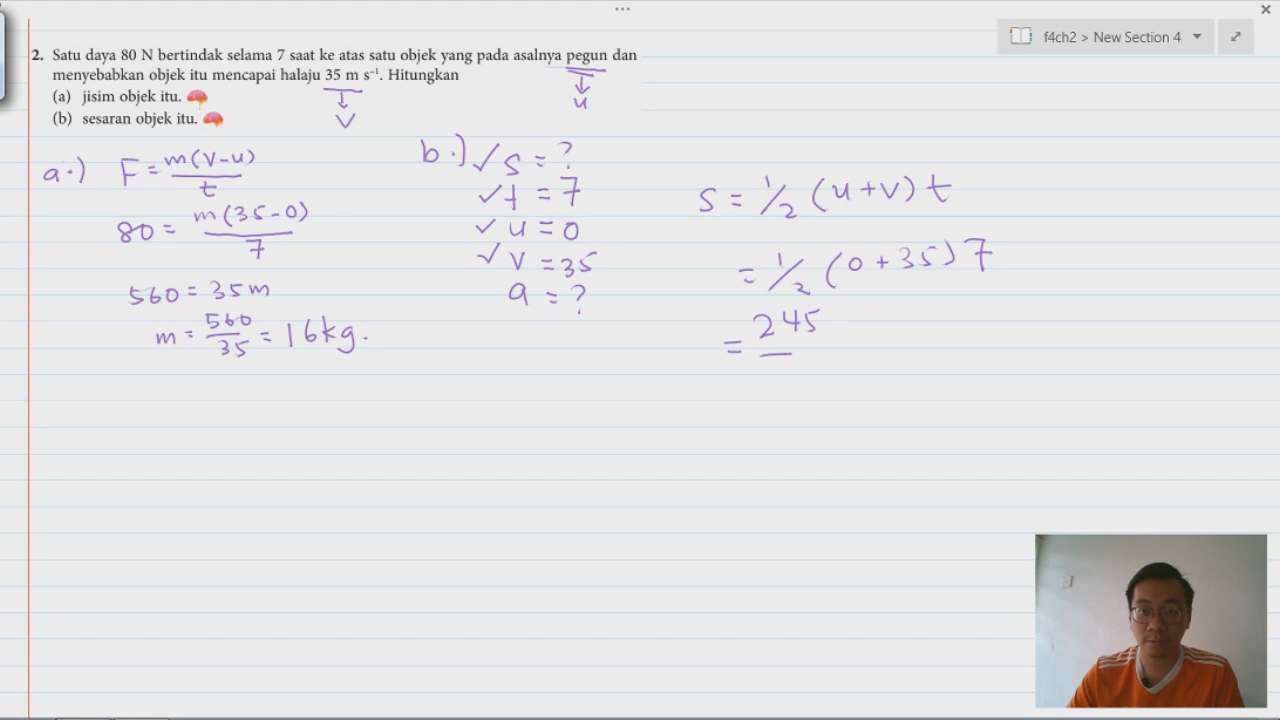 f4ch2 > New Section 4
2. Satu daya 80 N bertindak selama 7 saat ke atas satu objek yang pada asalnya pegun dan
menyebabkan objek itu mencapai halaju 35 m s⁻¹. Hitungkan
(a) jisim objek itu.
(b) sesaran objek itu.
v
u
a.) F = m(v-u)/t
80 = m(35-0)/7
560 = 35m
m = 560/35 = 16kg.
b.) ✓ s = ?
✓ t = 7
✓ u = 0
✓ v = 35
a = ?
s = 1/2 (u+v) t
= 1/2 (0+35) 7
= 245/